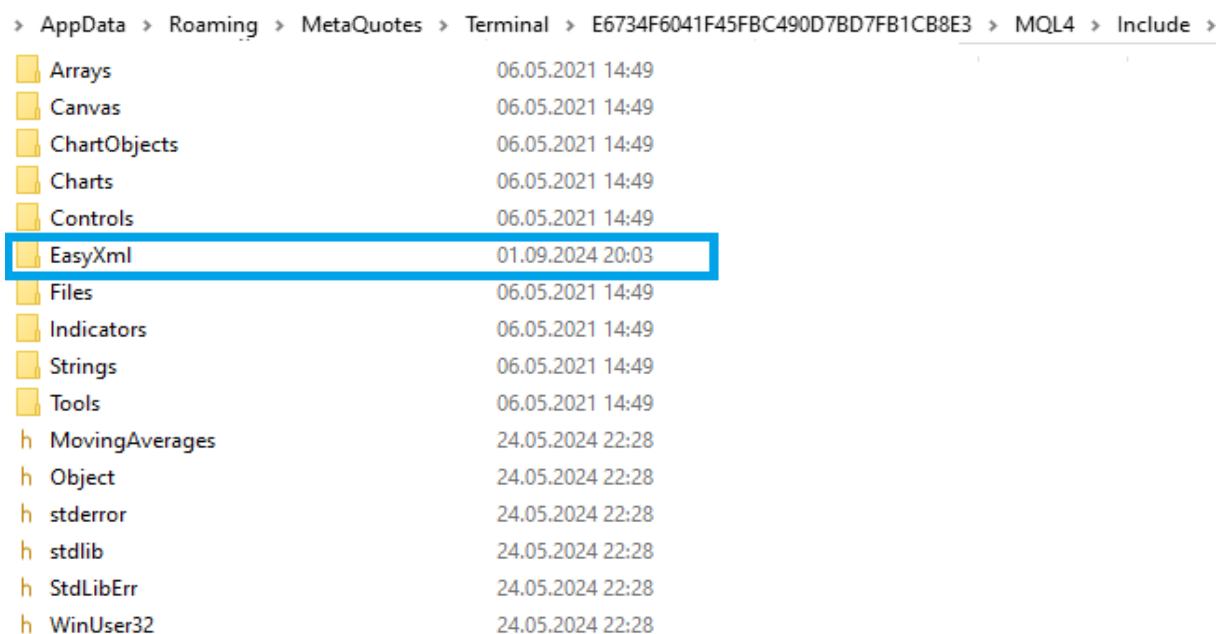 > AppData > Roaming > MetaQuotes > Terminal > E6734F6041F45FBC490D7BD7FB1CB8E3 > MQL4 > Include >
Arrays 06.05.2021 14:49
Canvas 06.05.2021 14:49
ChartObjects 06.05.2021 14:49
Charts 06.05.2021 14:49
Controls 06.05.2021 14:49
EasyXml 01.09.2024 20:03
Files 06.05.2021 14:49
Indicators 06.05.2021 14:49
Strings 06.05.2021 14:49
Tools 06.05.2021 14:49
h MovingAverages 24.05.2024 22:28
h Object 24.05.2024 22:28
h stderror 24.05.2024 22:28
h stdlib 24.05.2024 22:28
h StdLibErr 24.05.2024 22:28
h WinUser32 24.05.2024 22:28